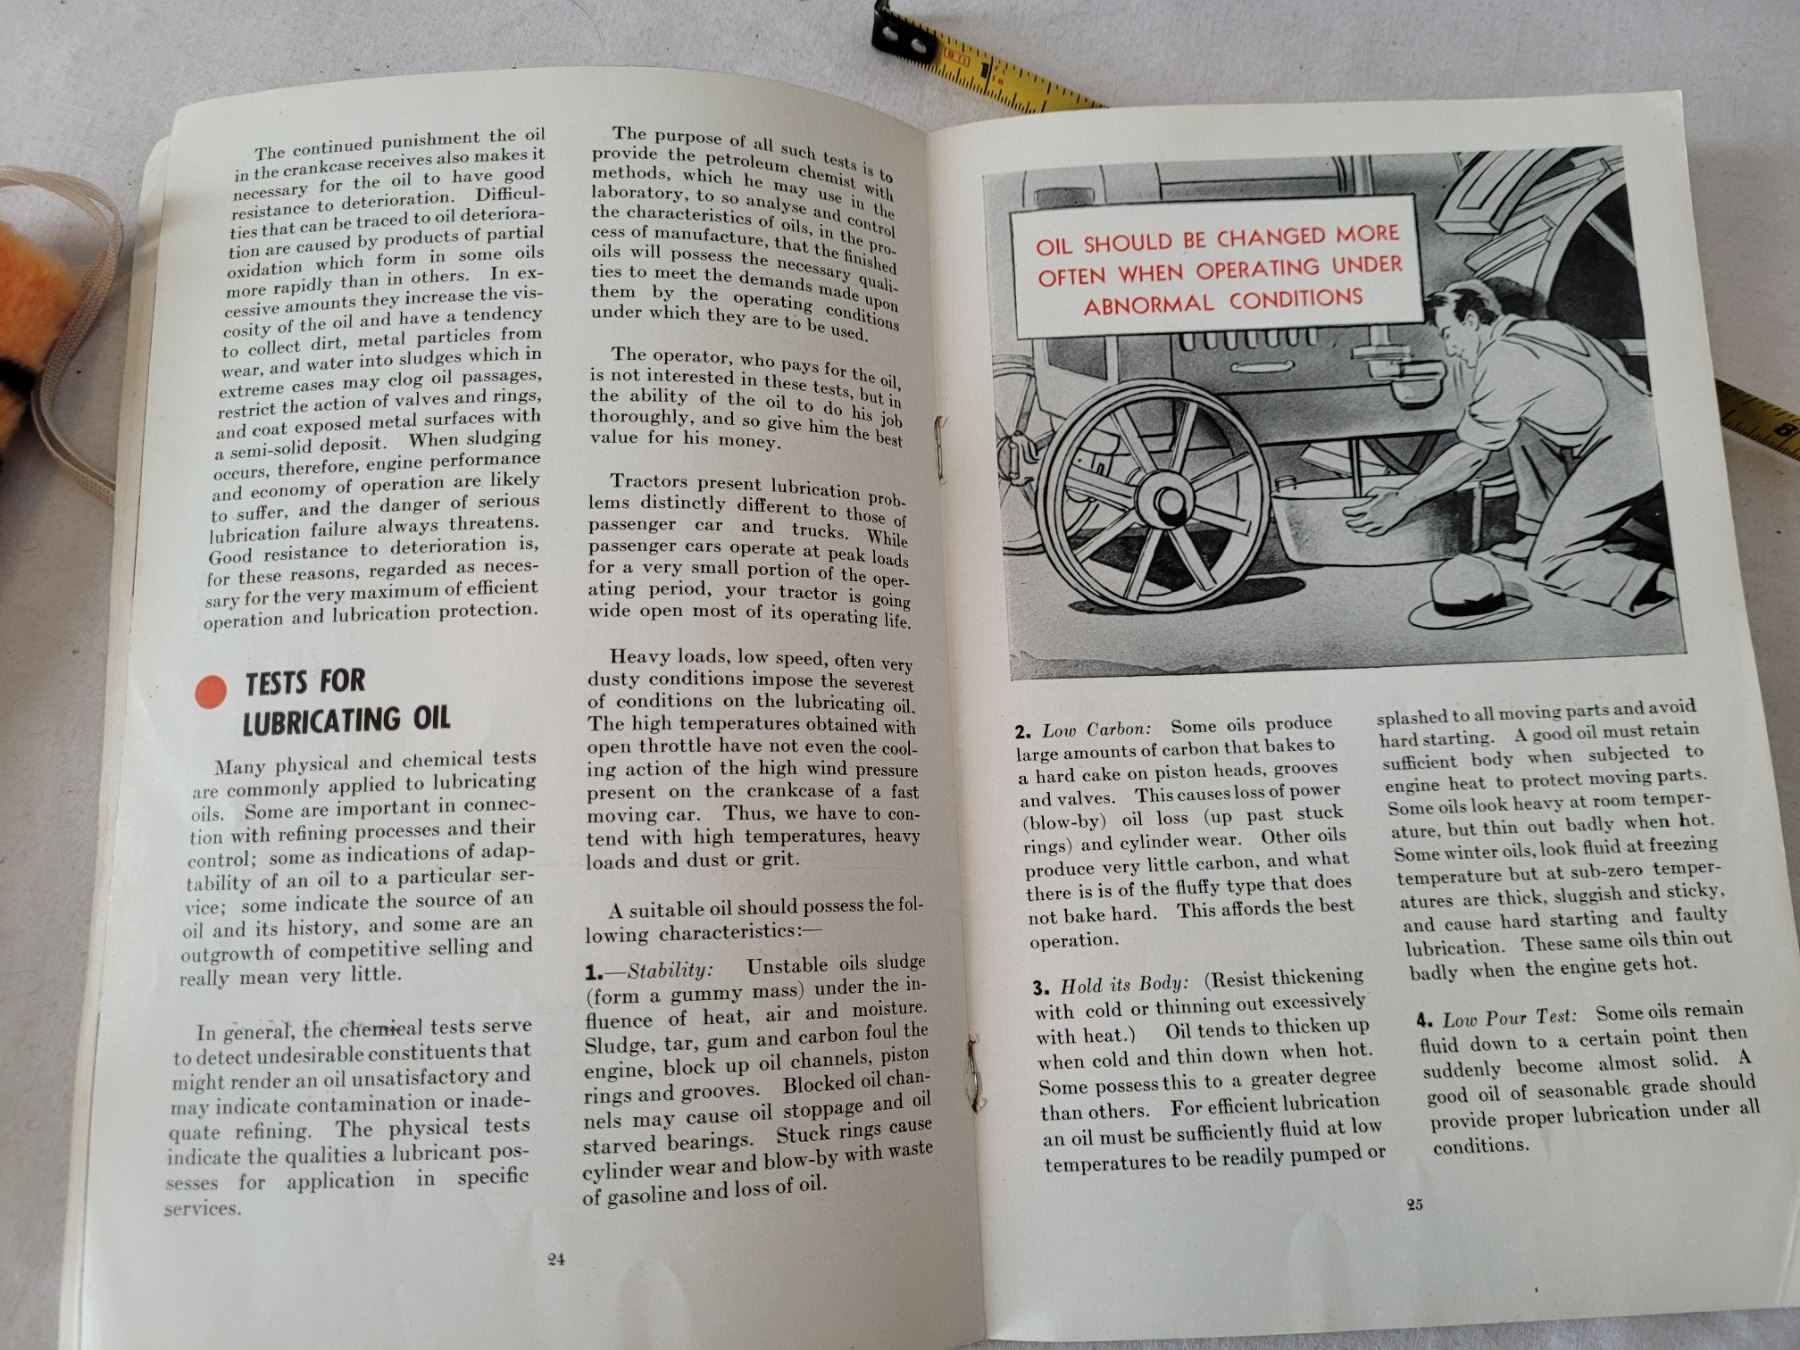 The continued punishment the oil
in the crankcase receives also makes it
necessary for the oil to have good
resistance to deterioration. Difficul-
ties that can be traced to oil deteriora-
tion are caused by products of partial
oxidation which form in some oils
more rapidly than in others. In ex-
cessive amounts they increase the vis-
cosity of the oil and have a tendency
to collect dirt, metal particles from
wear, and water into sludges which in
extreme cases may clog oil passages,
restrict the action of valves and rings,
and coat exposed metal surfaces with
a semi-solid deposit. When sludging
occurs, therefore, engine performance
and economy of operation are likely
to suffer, and the danger of serious
lubrication failure always threatens.
Good resistance to deterioration is,
for these reasons, regarded as neces-
sary for the very maximum of efficient
operation and lubrication protection.
TESTS FOR
LUBRICATING OIL
Many physical and chemical tests
are commonly applied to lubricating
oils. Some are important in connec-
tion with refining processes and their
control; some as indications of adap-
tability of an oil to a particular ser-
vice; some indicate the source of an
oil and its history, and some are an
outgrowth of competitive selling and
really mean very little.
In general, the chemical tests serve
to detect undesirable constituents that
might render an oil unsatisfactory and
may indicate contamination or inade-
quate refining. The physical tests
indicate the qualities a lubricant pos-
sesses for application in specific
services.
The purpose of all such tests is to
provide the petroleum chemist with
methods, which he may use in the
laboratory, to so analyse and control
the characteristics of oils, in the pro-
cess of manufacture, that the finished
oils will possess the necessary quali-
ties to meet the demands made upon
them by the operating conditions
under which they are to be used.
The operator, who pays for the oil,
is not interested in these tests, but in
the ability of the oil to do his job
thoroughly, and so give him the best
value for his money.
Tractors present lubrication prob-
lems distinctly different to those of
passenger car and trucks. While
passenger cars operate at peak loads
for a very small portion of the oper-
ating period, your tractor is going
wide open most of its operating life.
Heavy loads, low speed, often very
dusty conditions impose the severest
of conditions on the lubricating oil.
The high temperatures obtained with
open throttle have not even the cool-
ing action of the high wind pressure
present on the crankcase of a fast
moving car. Thus, we have to con-
tend with high temperatures, heavy
loads and dust or grit.
A suitable oil should possess the fol-
lowing characteristics:—
1.—Stability: Unstable oils sludge
(form a gummy mass) under the in-
fluence of heat, air and moisture.
Sludge, tar, gum and carbon foul the
engine, block up oil channels, piston
rings and grooves. Blocked oil chan-
nels may cause oil stoppage and oil
starved bearings. Stuck rings cause
cylinder wear and blow-by with waste
of gasoline and loss of oil.
24
OIL SHOULD BE CHANGED MORE
OFTEN WHEN OPERATING UNDER
ABNORMAL CONDITIONS
2. Low Carbon: Some oils produce
large amounts of carbon that bakes to
a hard cake on piston heads, grooves
and valves. This causes loss of power
(blow-by) oil loss (up past stuck
rings) and cylinder wear. Other oils
produce very little carbon, and what
there is is of the fluffy type that does
not bake hard. This affords the best
operation.
3. Hold its Body: (Resist thickening
with cold or thinning out excessively
with heat.) Oil tends to thicken up
when cold and thin down when hot.
Some possess this to a greater degree
than others. For efficient lubrication
an oil must be sufficiently fluid at low
temperatures to be readily pumped or
splashed to all moving parts and avoid
hard starting. A good oil must retain
sufficient body when subjected to
engine heat to protect moving parts.
Some oils look heavy at room temper-
ature, but thin out badly when hot.
Some winter oils, look fluid at freezing
temperature but at sub-zero temper-
atures are thick, sluggish and sticky,
and cause hard starting and faulty
lubrication. These same oils thin out
badly when the engine gets hot.
4. Low Pour Test: Some oils remain
fluid down to a certain point then
suddenly become almost solid. A
good oil of seasonable grade should
provide proper lubrication under all
conditions.
25
1
8